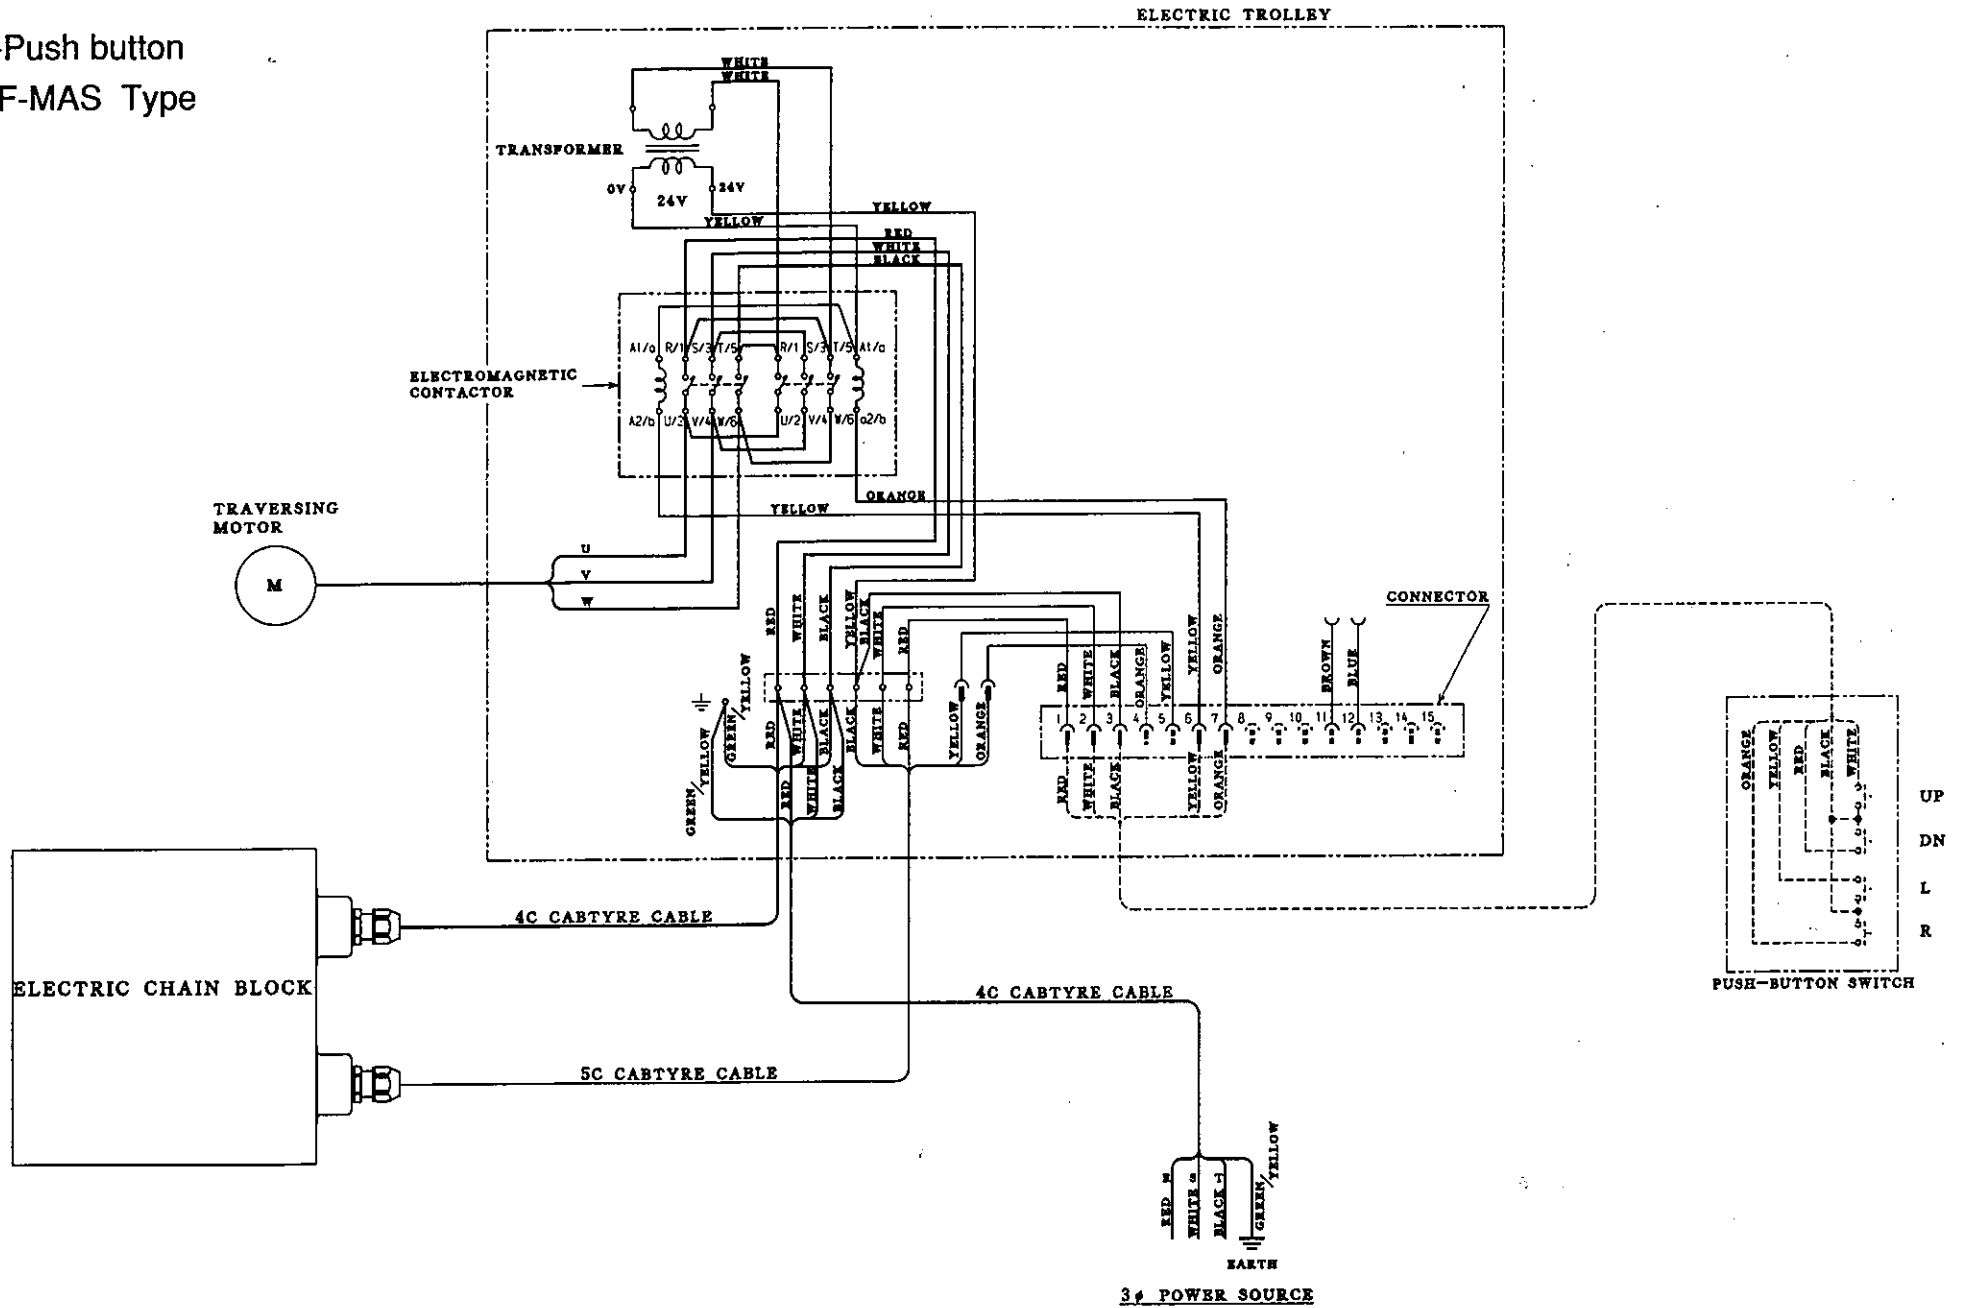 -Push button
F-MAS Type
ELECTRIC TROLLEY
WHITE
WHITE
TRANSFORMER
0V
24V
24V
YELLOW
YELLOW
RED
WHITE
BLACK
A1/a R/1 S/3 T/5 R/1 S/3 T/5 A1/a
ELECTROMAGNETIC
CONTACTOR
A2/b U/2 V/4 W/6 U/2 V/4 W/6 a2/b
ORANGE
YELLOW
TRAVERSING
MOTOR
M
U
V
W
CONNECTOR
RED
WHITE
BLACK
YELLOW
BLACK
WHITE
RED
RED
WHITE
BLACK
ORANGE
YELLOW
YELLOW
ORANGE
BROWN
BLUE
GREEN/YELLOW
GREEN/YELLOW
RED
WHITE
BLACK
BLACK
WHITE
RED
YELLOW
ORANGE
1 2 3 4 5 6 7 8 9 10 11 12 13 14 15
RED
WHITE
BLACK
RED
WHITE
BLACK
YELLOW
ORANGE
ORANGE
YELLOW
RED
BLACK
WHITE
UP
DN
L
R
PUSH-BUTTON SWITCH
4C CABTYRE CABLE
ELECTRIC CHAIN BLOCK
4C CABTYRE CABLE
5C CABTYRE CABLE
RED R
WHITE S
BLACK T
GREEN/YELLOW
EARTH
3φ POWER SOURCE